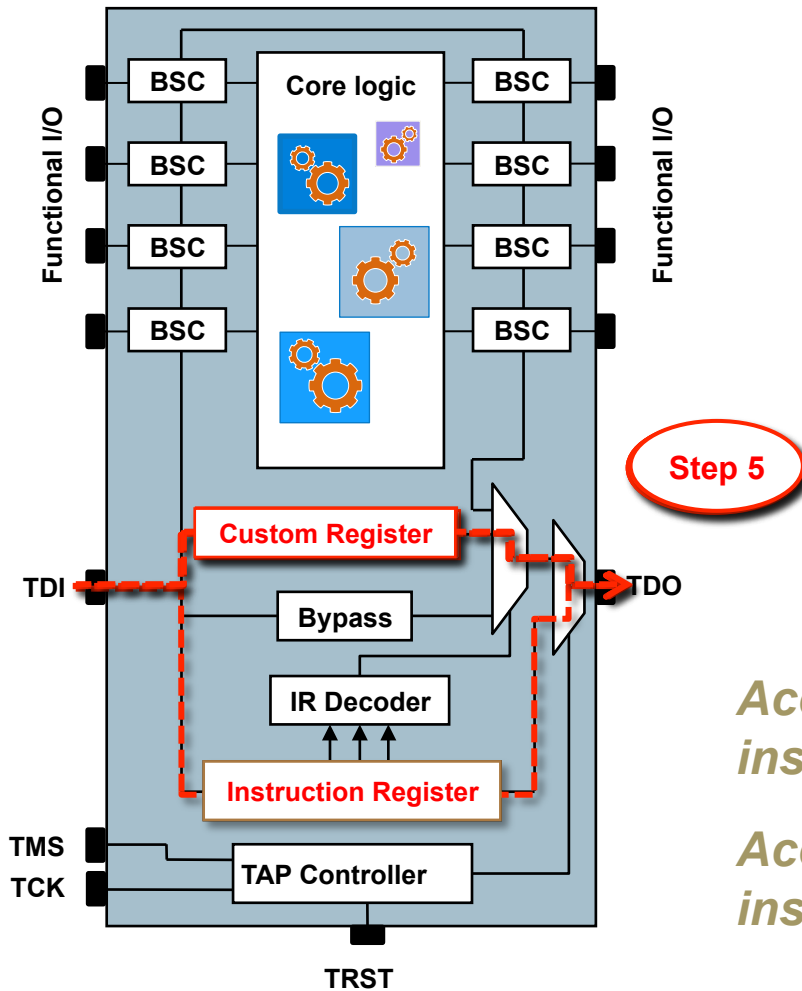 BSC
Core logic
BSC
Functional I/O
Functional I/O
BSC
BSC
BSC
BSC
BSC
BSC
Step 5
Custom Register
TDI
TDO
Bypass
IR Decoder
Instruction Register
TMS
TCK
TAP Controller
TRST